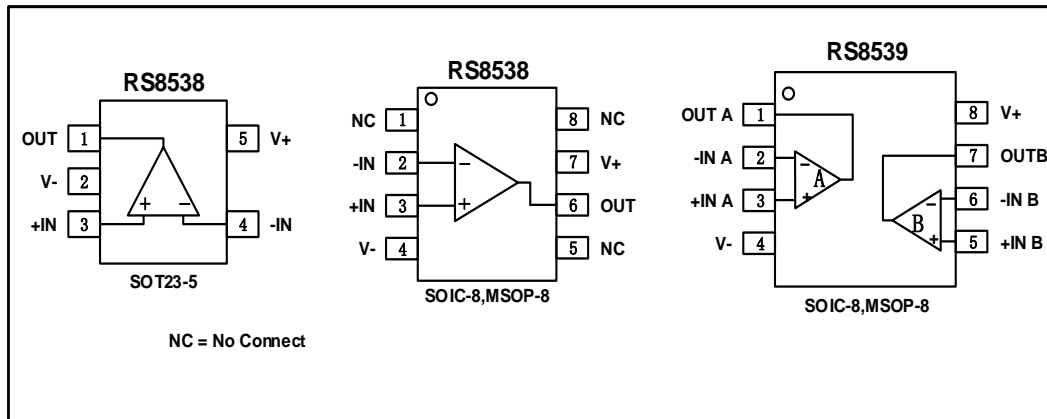 RS8538
OUT 1
5 V+
V- 2
+IN 3
4 -IN
+ −
SOT23-5
NC = No Connect
RS8538
NC 1
8 NC
-IN 2
7 V+
+IN 3
6 OUT
V- 4
5 NC
−
+
SOIC-8,MSOP-8
RS8539
OUT A 1
8 V+
-IN A 2
7 OUTB
+IN A 3
6 -IN B
V- 4
5 +IN B
− A +
− B +
SOIC-8,MSOP-8